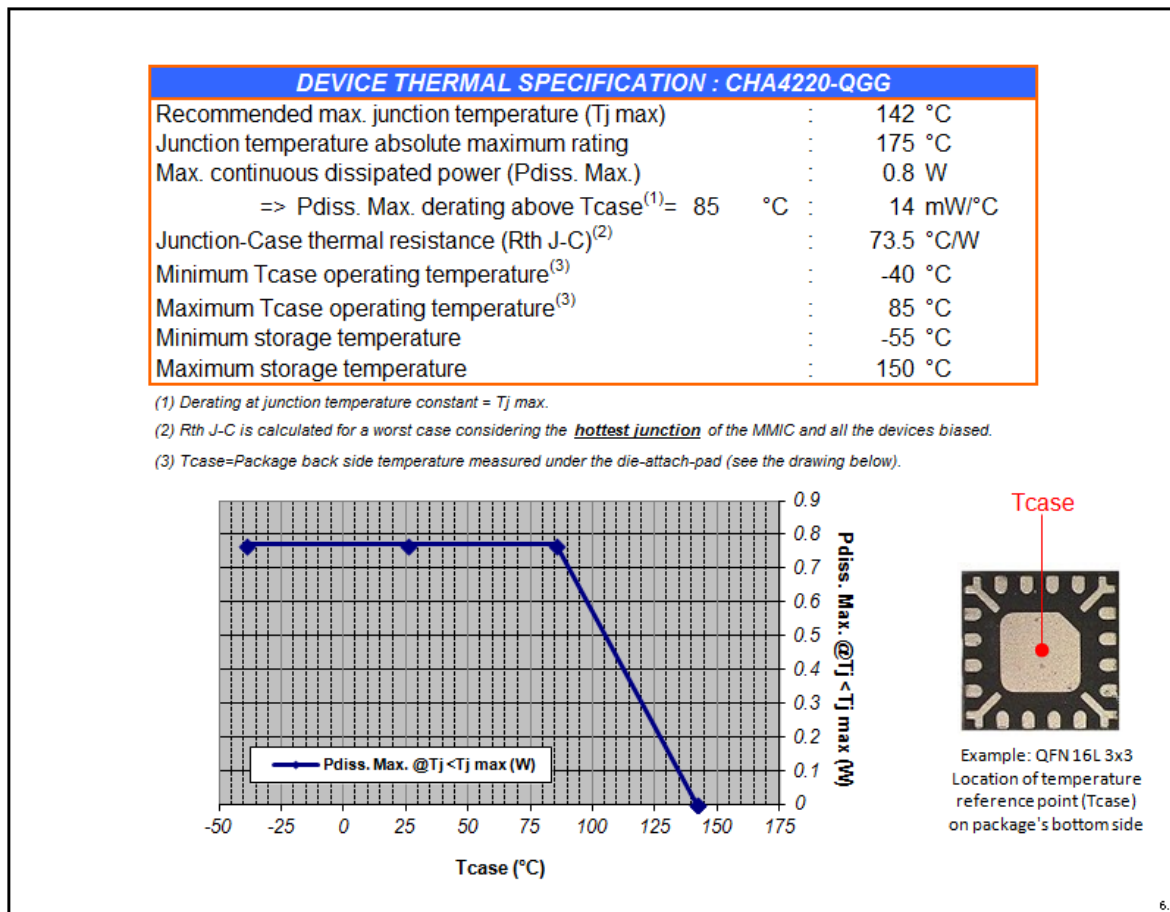 DEVICE THERMAL SPECIFICATION : CHA4220-QGG
Recommended max. junction temperature (Tj max) : 142 °C
Junction temperature absolute maximum rating : 175 °C
Max. continuous dissipated power (Pdiss. Max.) : 0.8 W
=> Pdiss. Max. derating above Tcase(1)= 85 °C : 14 mW/°C
Junction-Case thermal resistance (Rth J-C)(2) : 73.5 °C/W
Minimum Tcase operating temperature(3) : -40 °C
Maximum Tcase operating temperature(3) : 85 °C
Minimum storage temperature : -55 °C
Maximum storage temperature : 150 °C
(1) Derating at junction temperature constant = Tj max.
(2) Rth J-C is calculated for a worst case considering the hottest junction of the MMIC and all the devices biased.
(3) Tcase=Package back side temperature measured under the die-attach-pad (see the drawing below).
0.9
0.8
0.7
0.6
0.5
0.4
0.3
0.2
0.1
0
Pdiss. Max. @Tj <Tj max (W)
Pdiss. Max. @Tj <Tj max (W)
-50 -25 0 25 50 75 100 125 150 175
Tcase (°C)
Tcase
Example: QFN 16L 3x3
Location of temperature
reference point (Tcase)
on package's bottom side
6.